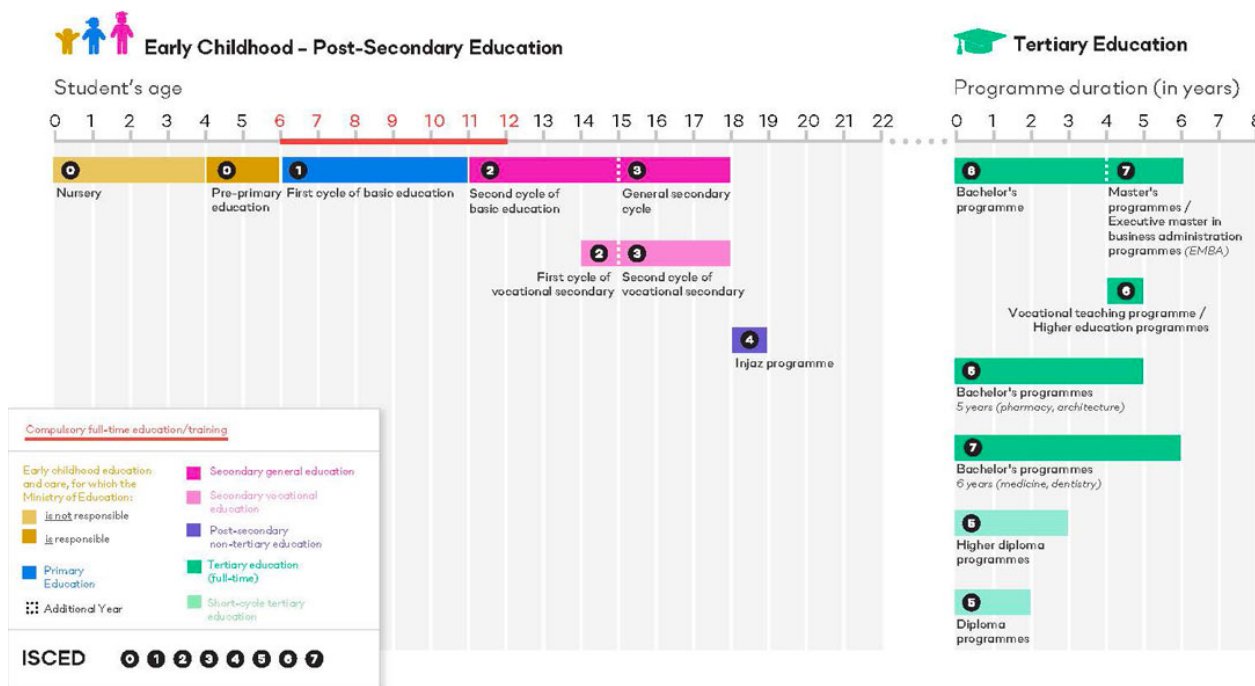 Early Childhood – Post-Secondary Education
Student's age
0 1 2 3 4 5 6 7 8 9 10 11 12 13 14 15 16 17 18 19 20 21 22
0
Nursery
0
Pre-primary
education
1
First cycle of basic education
2
Second cycle of
basic education
3
General secondary
cycle
2
First cycle of
vocational secondary
3
Second cycle of
vocational secondary
4
Injaz programme
Tertiary Education
Programme duration (in years)
0 1 2 3 4 5 6 7 8
6
Bachelor's
programme
7
Master's
programmes /
Executive master in
business administration
programmes (EMBA)
6
Vocational teaching programme /
Higher education programmes
6
Bachelor's programmes
5 years (pharmacy, architecture)
7
Bachelor's programmes
6 years (medicine, dentistry)
5
Higher diploma
programmes
5
Diploma
programmes
Compulsory full-time education/training
Early childhood education
and care, for which the
Ministry of Education:
is not responsible
is responsible
Primary
Education
Additional Year
Secondary general education
Secondary vocational
education
Post-secondary
non-tertiary education
Tertiary education
(full-time)
Short-cycle tertiary
education
ISCED 0 1 2 3 4 5 6 7